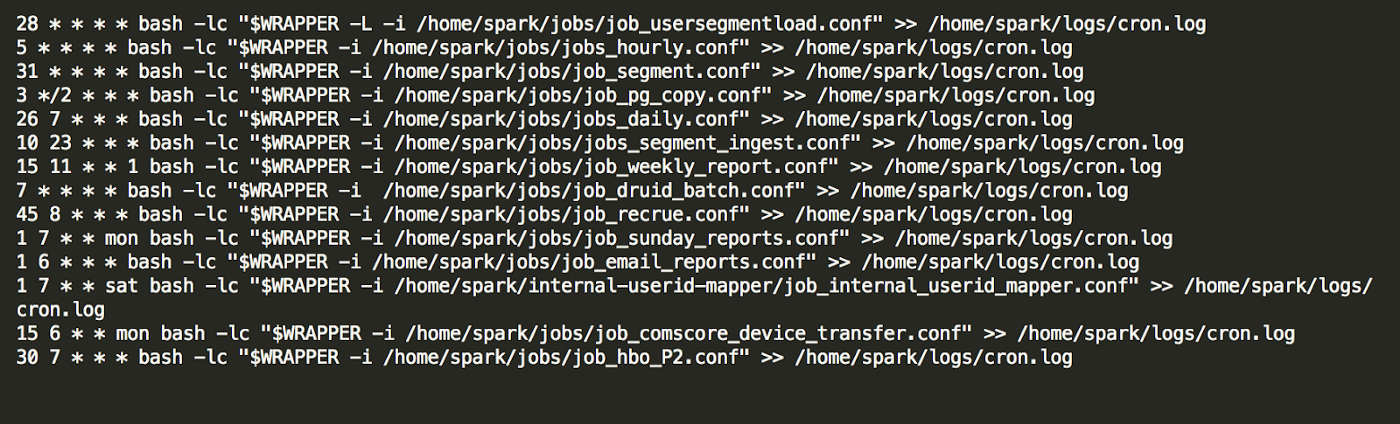 28 * * * * bash -lc "$WRAPPER -L -i /home/spark/jobs/job_usersegmentload.conf" >> /home/spark/logs/cron.log
5 * * * * bash -lc "$WRAPPER -i /home/spark/jobs/jobs_hourly.conf" >> /home/spark/logs/cron.log
31 * * * * bash -lc "$WRAPPER -i /home/spark/jobs/job_segment.conf" >> /home/spark/logs/cron.log
3 */2 * * * bash -lc "$WRAPPER -i /home/spark/jobs/job_pg_copy.conf" >> /home/spark/logs/cron.log
26 7 * * * bash -lc "$WRAPPER -i /home/spark/jobs/jobs_daily.conf" >> /home/spark/logs/cron.log
10 23 * * * bash -lc "$WRAPPER -i /home/spark/jobs/jobs_segment_ingest.conf" >> /home/spark/logs/cron.log
15 11 * * 1 bash -lc "$WRAPPER -i /home/spark/jobs/job_weekly_report.conf" >> /home/spark/logs/cron.log
7 * * * * bash -lc "$WRAPPER -i  /home/spark/jobs/job_druid_batch.conf" >> /home/spark/logs/cron.log
45 8 * * * bash -lc "$WRAPPER -i /home/spark/jobs/job_recrue.conf" >> /home/spark/logs/cron.log
1 7 * * mon bash -lc "$WRAPPER -i /home/spark/jobs/job_sunday_reports.conf" >> /home/spark/logs/cron.log
1 6 * * * bash -lc "$WRAPPER -i /home/spark/jobs/job_email_reports.conf" >> /home/spark/logs/cron.log
1 7 * * sat bash -lc "$WRAPPER -i /home/spark/internal-userid-mapper/job_internal_userid_mapper.conf" >> /home/spark/logs/
cron.log
15 6 * * mon bash -lc "$WRAPPER -i /home/spark/jobs/job_comscore_device_transfer.conf" >> /home/spark/logs/cron.log
30 7 * * * bash -lc "$WRAPPER -i /home/spark/jobs/job_hbo_P2.conf" >> /home/spark/logs/cron.log